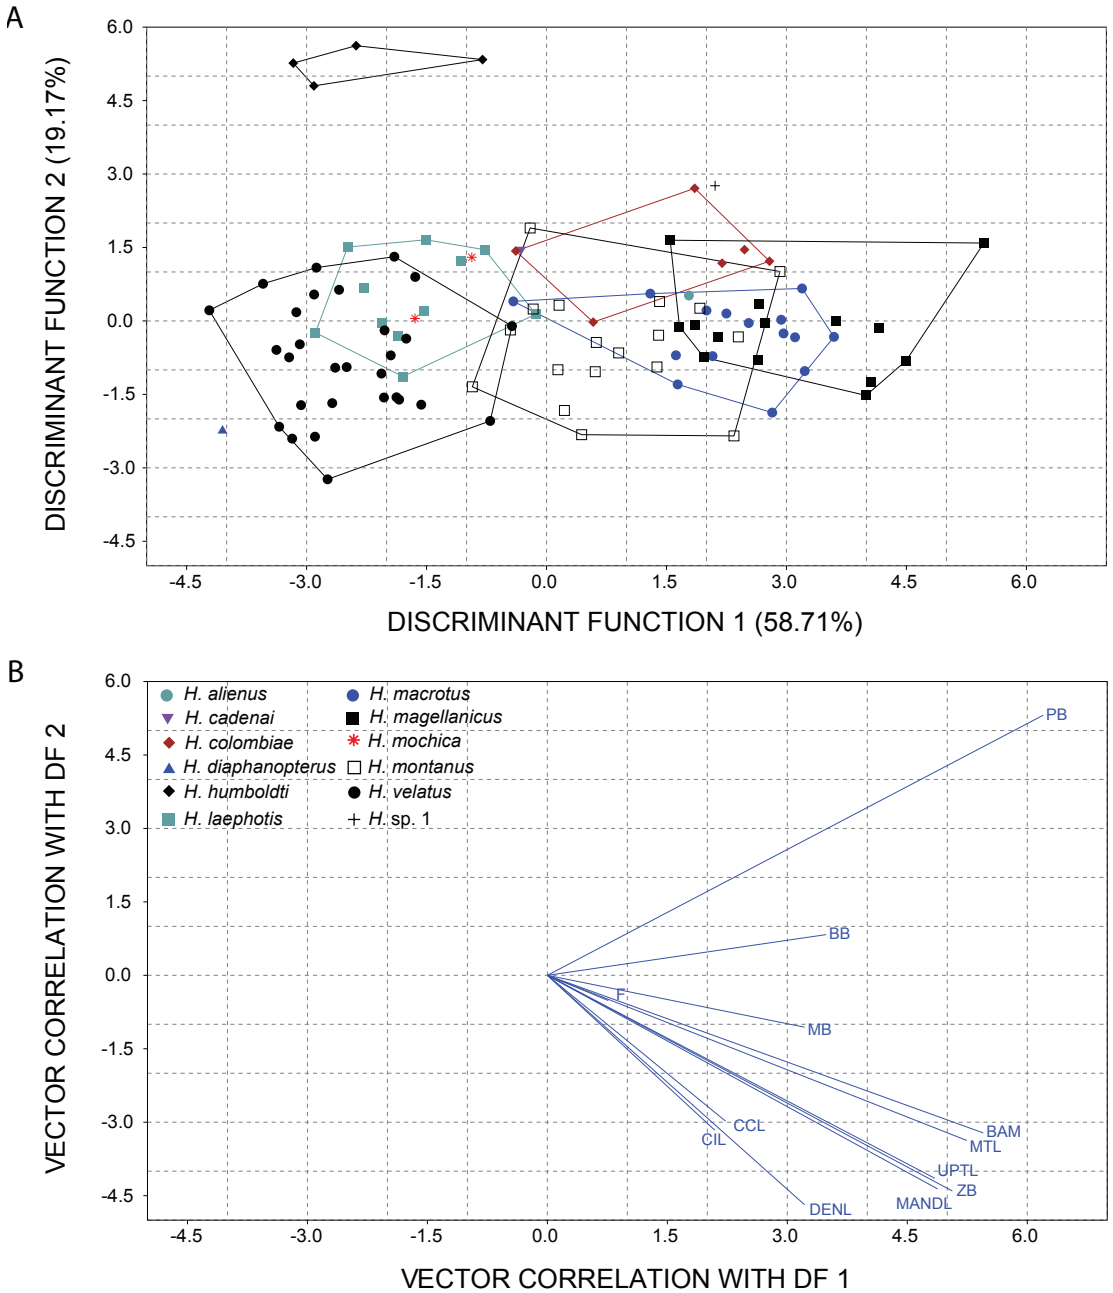 A
DISCRIMINANT FUNCTION 2 (19.17%)
6.0
4.5
3.0
1.5
0.0
-1.5
-3.0
-4.5
-4.5 -3.0 -1.5 0.0 1.5 3.0 4.5 6.0
DISCRIMINANT FUNCTION 1 (58.71%)
B
VECTOR CORRELATION WITH DF 2
6.0
3.0
1.5
0.0
-1.5
-3.0
-4.5
H. alienus
H. cadenai
H. colombiae
H. diaphanopterus
H. humboldti
H. laephotis
H. macrotus
H. magellanicus
H. mochica
H. montanus
H. velatus
H. sp. 1
PB
BB
F
MB
CCL
CIL
BAM
MTL
UPTL
ZB
MANDL
DENL
-4.5 -3.0 -1.5 0.0 1.5 3.0 4.5 6.0
VECTOR CORRELATION WITH DF 1